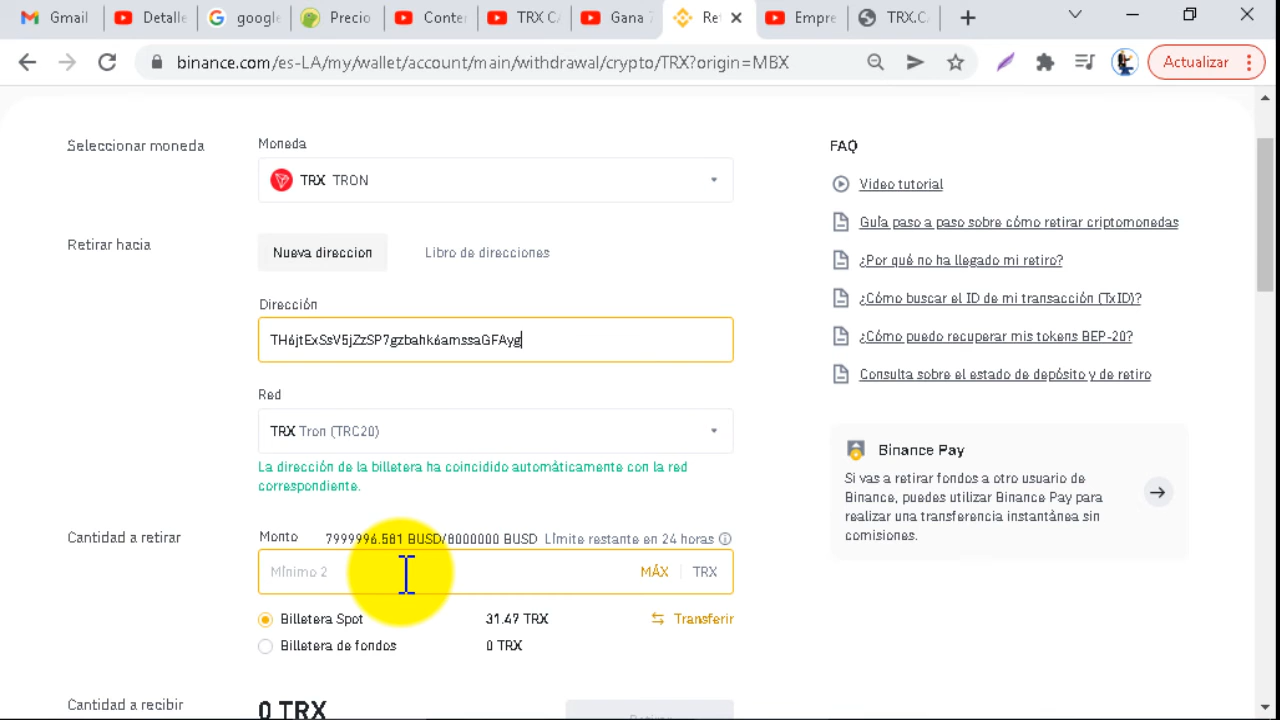 Gmail
Detalle
google
Precio
Conter
TRX C
Gana
Re
Empre
TRX.C
binance.com/es-LA/my/wallet/account/main/withdrawal/crypto/TRX?origin=MBX
Actualizar
Seleccionar moneda
Moneda
TRX TRON
Retirar hacia
Nueva direccion
Libro de direcciones
Dirección
TH6jtExSsV5jZzSP7gzbahk6amssaGFAyg
Red
TRX Tron (TRC20)
La dirección de la billetera ha coincidido automáticamente con la red
correspondiente.
Cantidad a retirar
Monto
7999996.581 BUSD/8000000 BUSD Límite restante en 24 horas
Mínimo 2
MÁX
TRX
Billetera Spot
31.47 TRX
Transferir
Billetera de fondos
0 TRX
Cantidad a recibir
0 TRX
FAQ
Video tutorial
Guía paso a paso sobre cómo retirar criptomonedas
¿Por qué no ha llegado mi retiro?
¿Cómo buscar el ID de mi transacción (TxID)?
¿Cómo puedo recuperar mis tokens BEP-20?
Consulta sobre el estado de depósito y de retiro
Binance Pay
Si vas a retirar fondos a otro usuario de
Binance, puedes utilizar Binance Pay para
realizar una transferencia instantánea sin
comisiones.